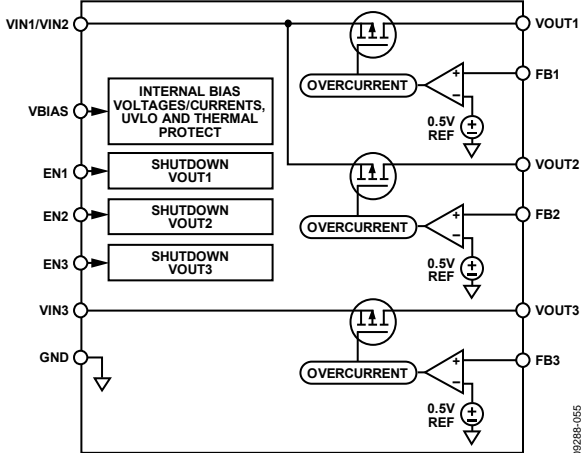 VIN1/VIN2
VOUT1
FB1
OVERCURRENT
+
−
0.5V
REF
VBIAS
INTERNAL BIAS
VOLTAGES/CURRENTS,
UVLO AND THERMAL
PROTECT
EN1
SHUTDOWN
VOUT1
EN2
SHUTDOWN
VOUT2
EN3
SHUTDOWN
VOUT3
VOUT2
FB2
OVERCURRENT
+
−
0.5V
REF
VIN3
VOUT3
GND
FB3
OVERCURRENT
+
−
0.5V
REF
09288-055